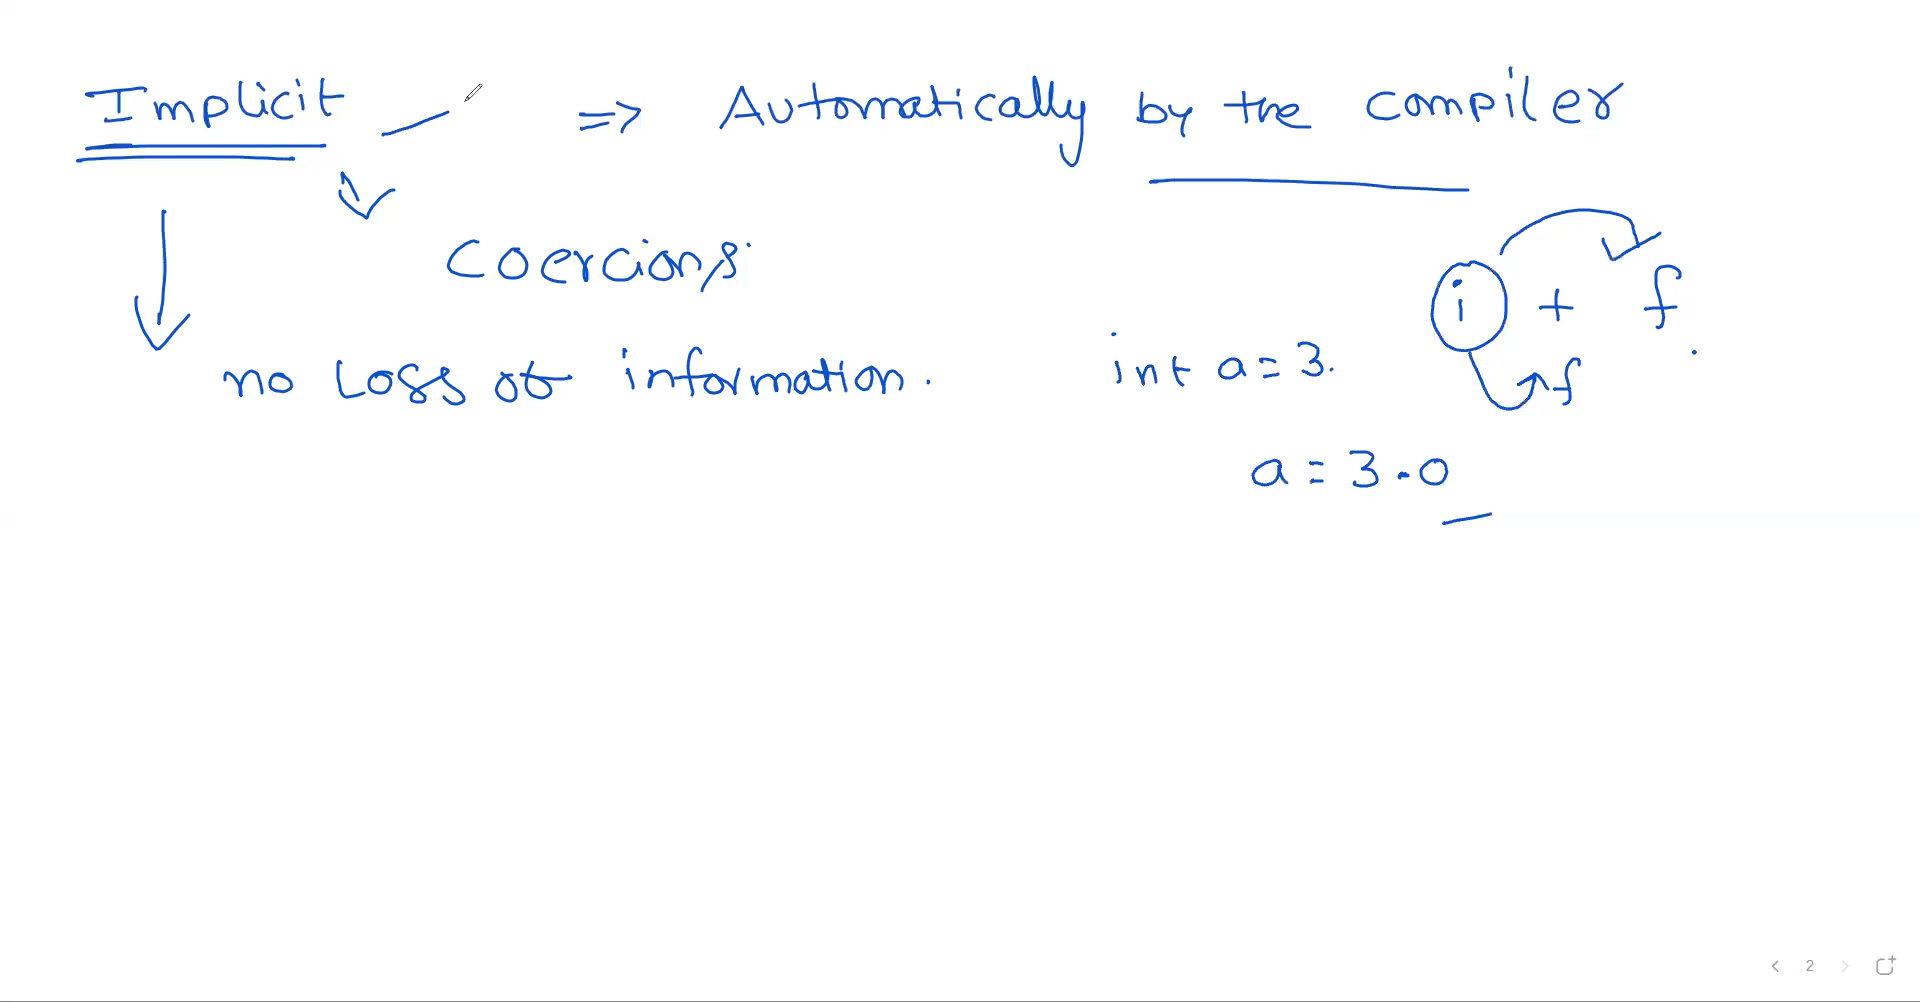 Implicit => Automatically by the compiler
Coercions
i + f
no loss of information. int a = 3. f
a = 3.0
2